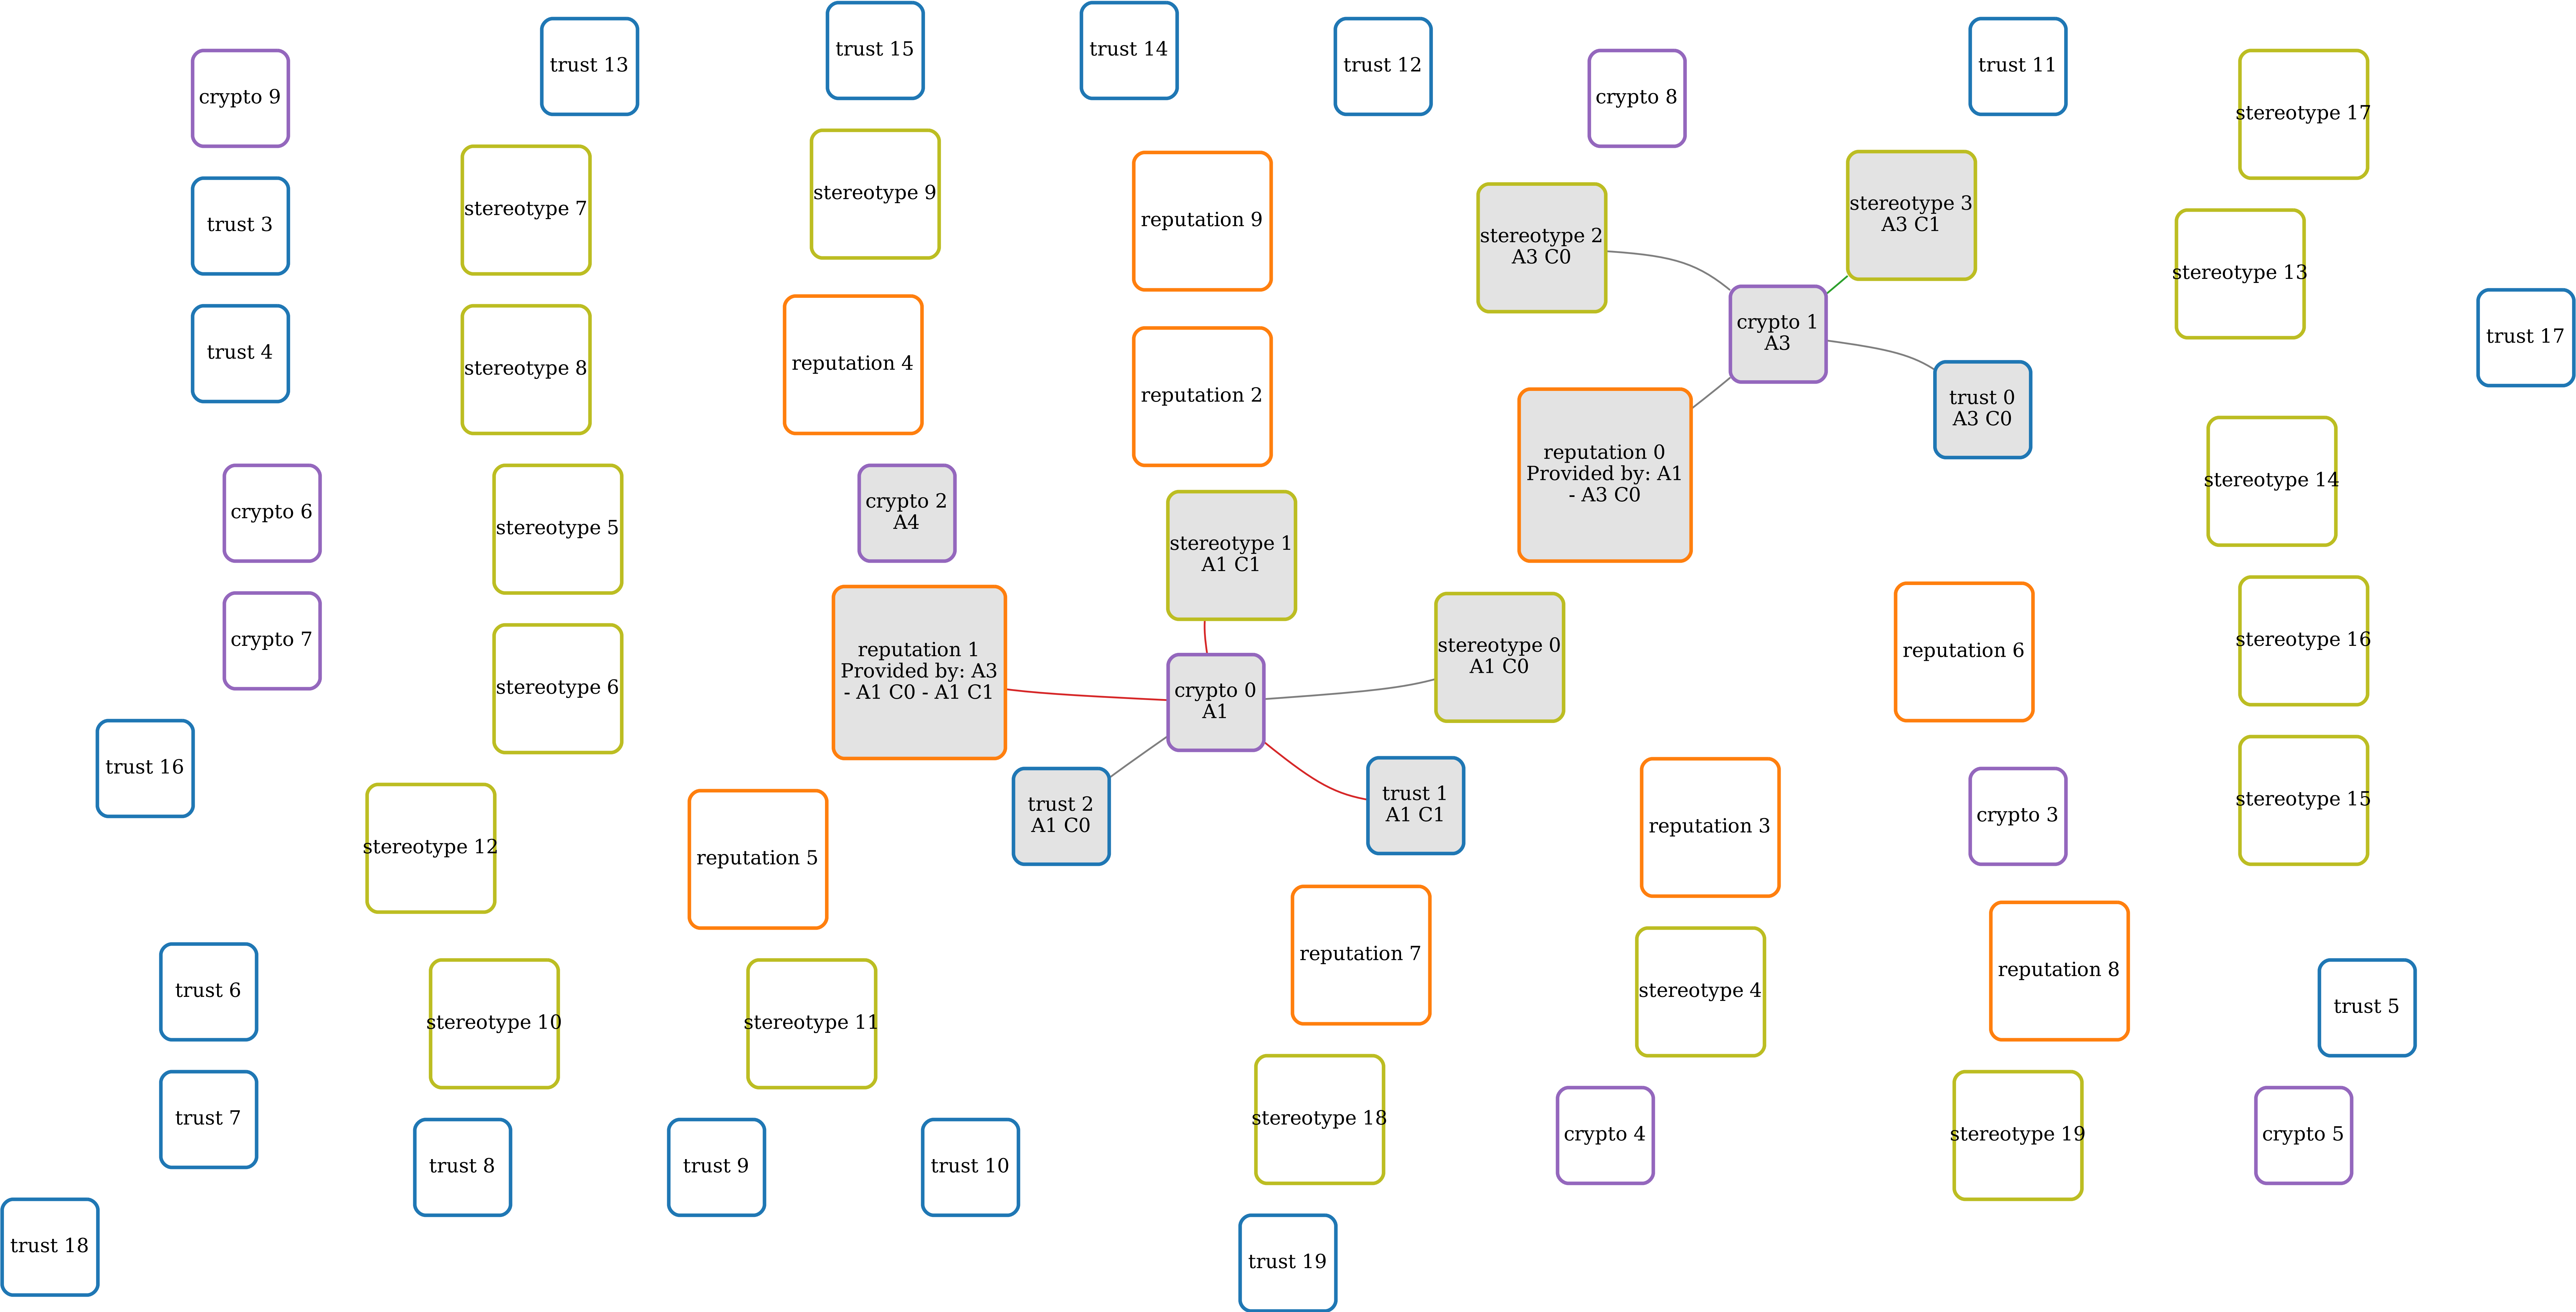 trust 15
trust 14
trust 13
trust 12
trust 11
crypto 9
crypto 8
stereotype 17
stereotype 9
stereotype 7
stereotype 3
A3 C1
reputation 9
trust 3
stereotype 2
A3 C0
stereotype 13
crypto 1
A3
trust 17
trust 4
reputation 4
stereotype 8
reputation 2
trust 0
A3 C0
reputation 0
Provided by: A1
- A3 C0
stereotype 14
crypto 2
A4
crypto 6
stereotype 5
stereotype 1
A1 C1
crypto 7
stereotype 16
reputation 1
Provided by: A3
- A1 C0 - A1 C1
stereotype 0
A1 C0
reputation 6
stereotype 6
crypto 0
A1
trust 16
stereotype 15
trust 2
A1 C0
trust 1
A1 C1
crypto 3
reputation 3
stereotype 12
reputation 5
reputation 7
reputation 8
trust 6
stereotype 4
trust 5
stereotype 10
stereotype 11
trust 7
stereotype 18
crypto 4
stereotype 19
crypto 5
trust 8
trust 9
trust 10
trust 18
trust 19